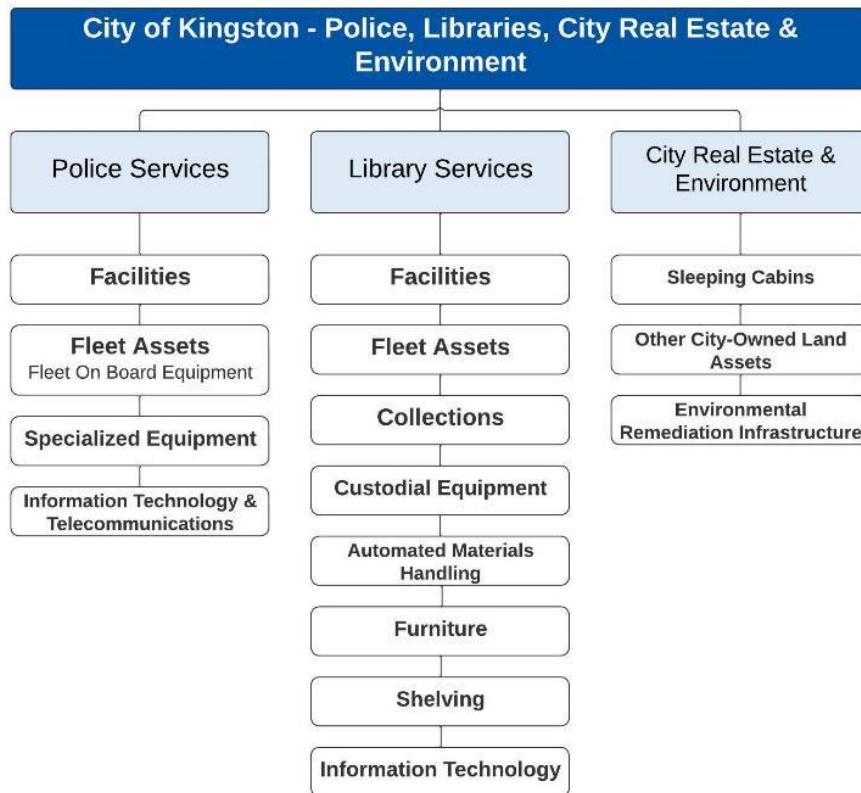 City of Kingston - Police, Libraries, City Real Estate &
Environment
Police Services
Facilities
Fleet Assets
Fleet On Board Equipment
Specialized Equipment
Information Technology &
Telecommunications
Library Services
Facilities
Fleet Assets
Collections
Custodial Equipment
Automated Materials
Handling
Furniture
Shelving
Information Technology
City Real Estate &
Environment
Sleeping Cabins
Other City-Owned Land
Assets
Environmental
Remediation Infrastructure